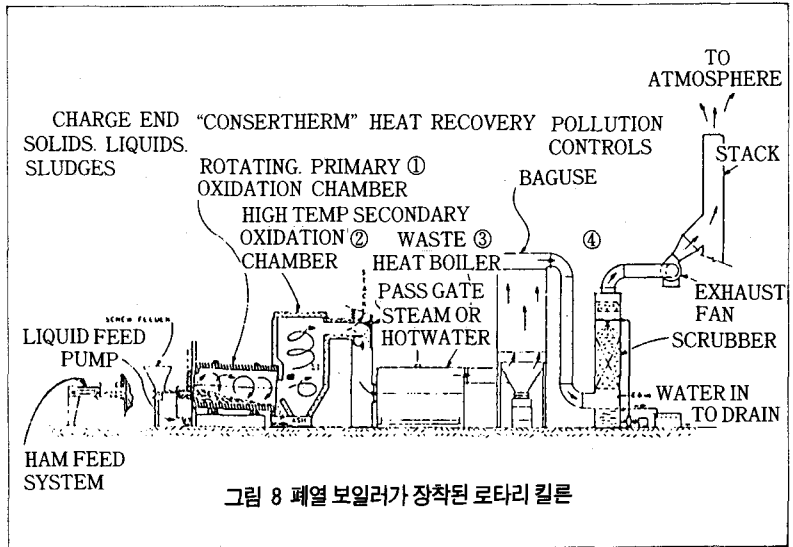 TO
ATMOSPHERE
CHARGE END
SOLIDS. LIQUIDS.
SLUDGES
"CONSERTHERM" HEAT RECOVERY
POLLUTION
CONTROLS
STACK
ROTATING. PRIMARY ①
OXIDATION CHAMBER
BAGUSE
HIGH TEMP SECONDARY
OXIDATION ②
CHAMBER
WASTE ③
HEAT BOILER
④
PASS GATE
STEAM OR
HOTWATER
EXHAUST
FAN
SCREW FEEDER
LIQUID FEED
PUMP
SCRUBBER
WATER IN
TO DRAIN
ASH
HAM FEED
SYSTEM
그림 8 폐열 보일러가 장착된 로타리 킬른